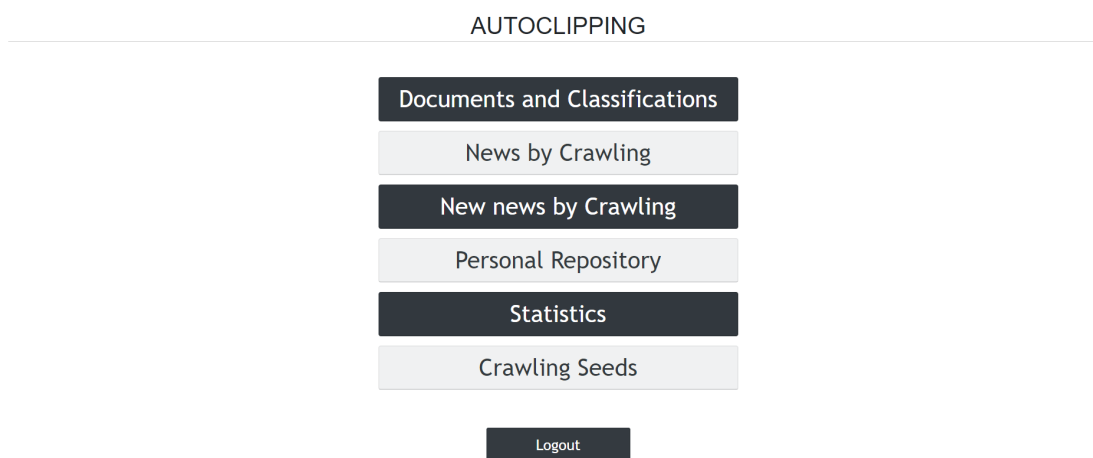 AUTOCLIPPING
Documents and Classifications
News by Crawling
New news by Crawling
Personal Repository
Statistics
Crawling Seeds
Logout